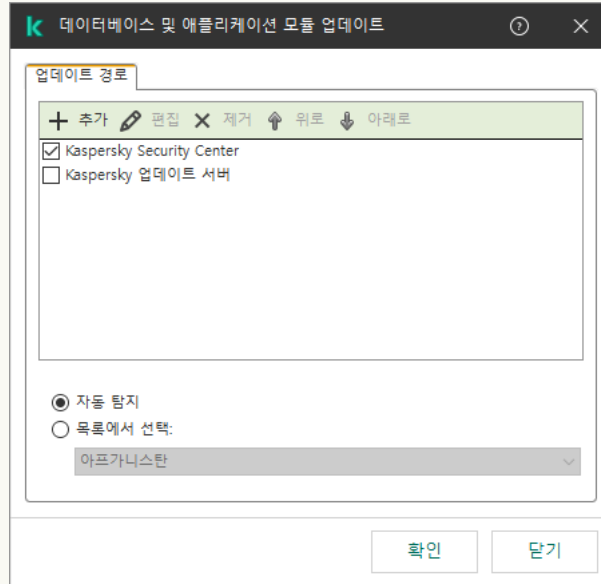 데이터베이스 및 애플리케이션 모듈 업데이트
업데이트 경로
추가 편집 제거 위로 아래로
Kaspersky Security Center
Kaspersky 업데이트 서버
자동 탐지
목록에서 선택:
아프가니스탄
확인 닫기